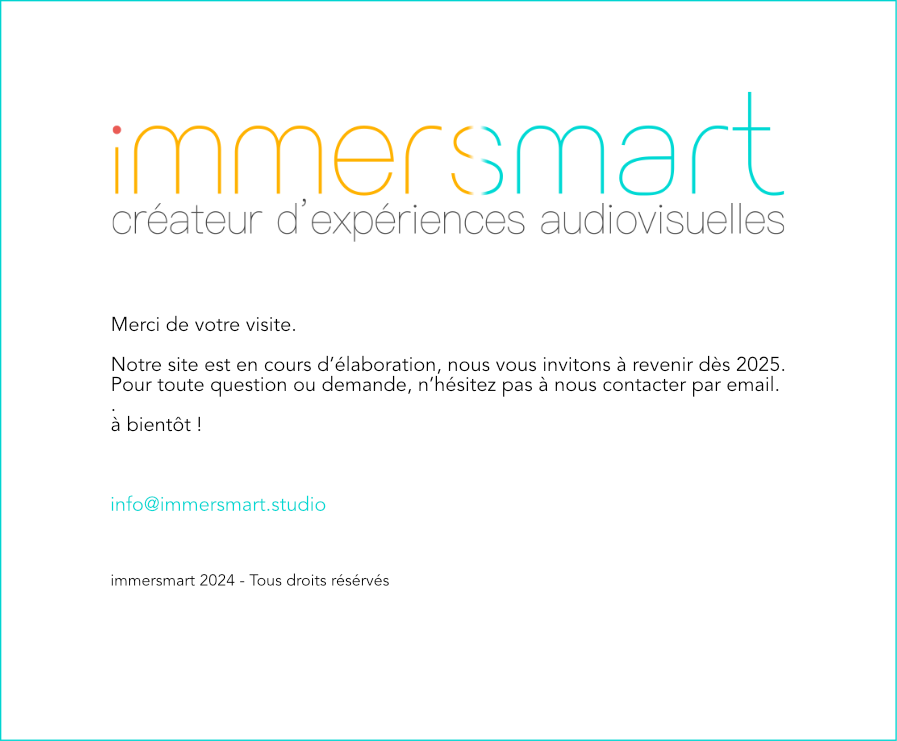 immersmart
créateur d’expériences audiovisuelles
Merci de votre visite.
Notre site est en cours d’élaboration, nous vous invitons à revenir dès 2025.
Pour toute question ou demande, n’hésitez pas à nous contacter par email.
.
à bientôt !
info@immersmart.studio
immersmart 2024 - Tous droits résérvés